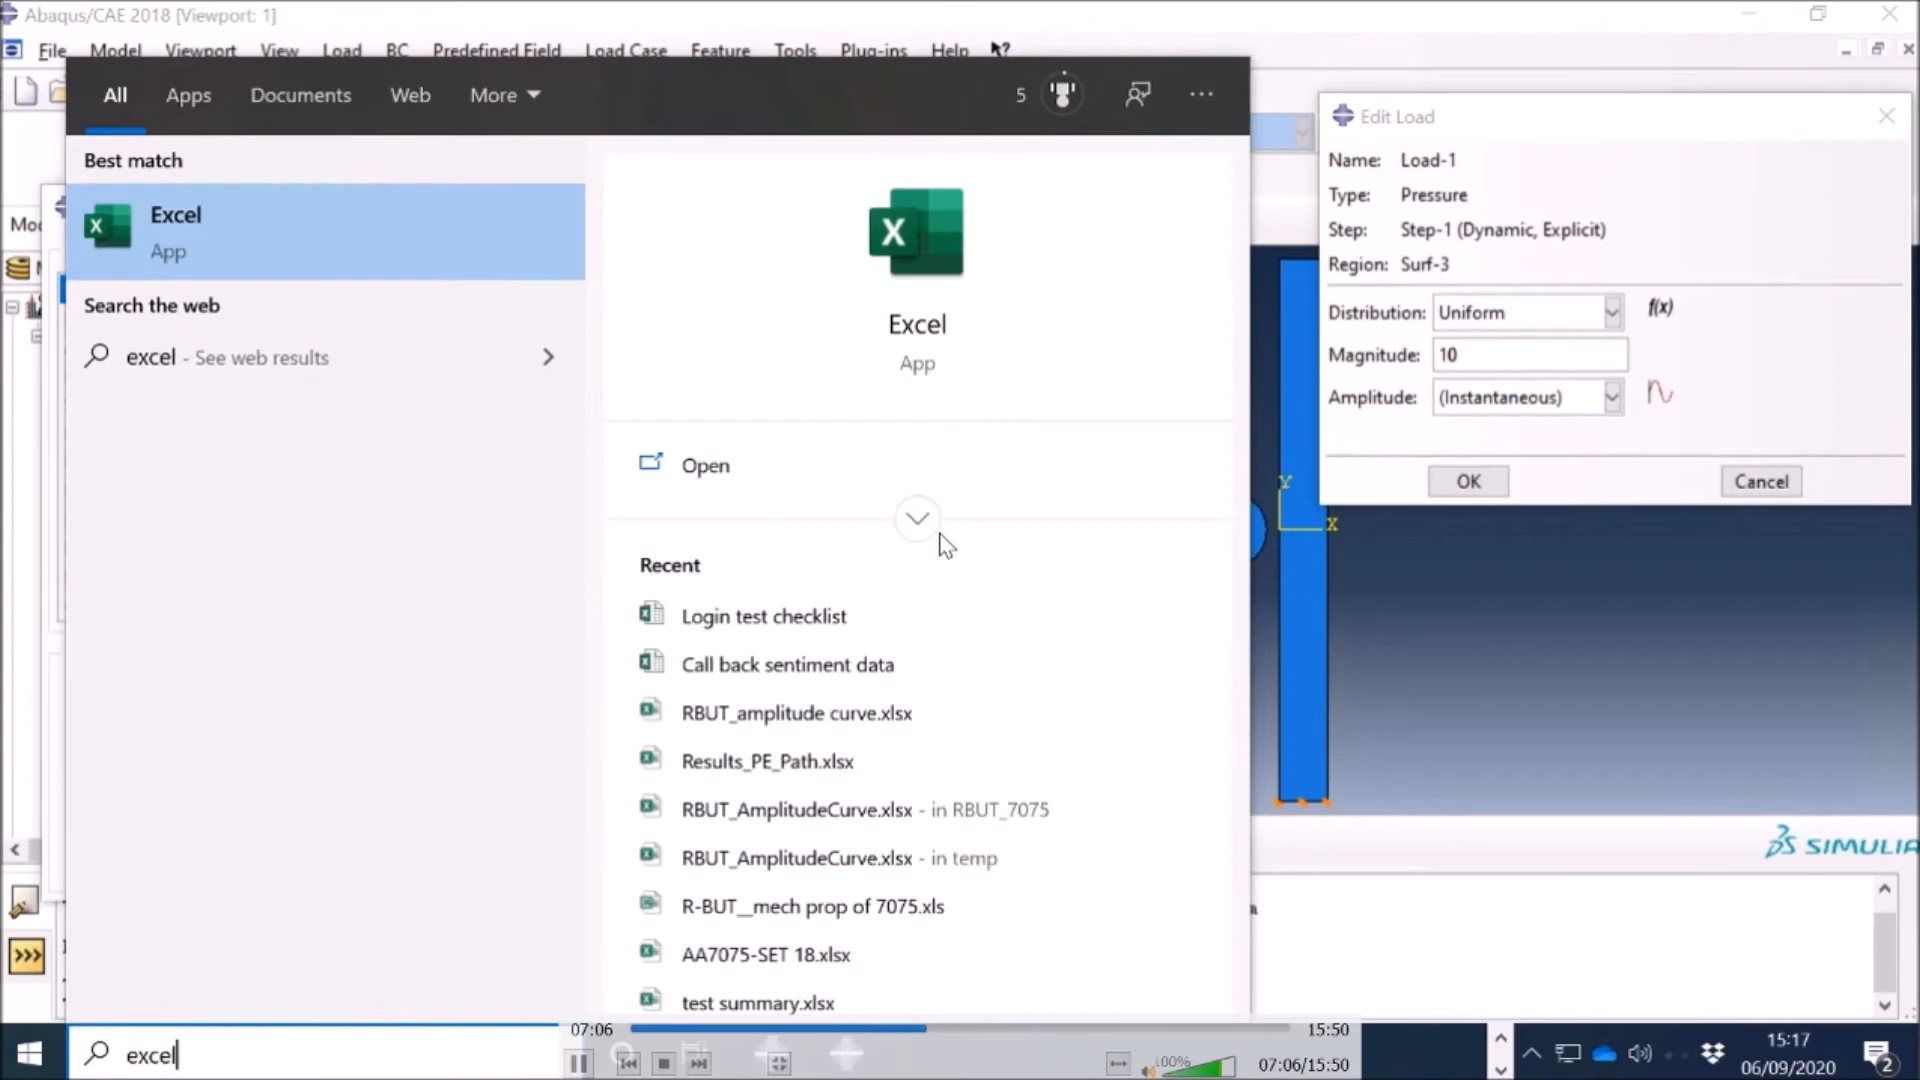 Abaqus/CAE 2018 [Viewport: 1]
File Model Viewport View Load BC Predefined Field Load Case Feature Tools Plug-ins Help
All Apps Documents Web More 5
Best match
Excel
App
Search the web
excel - See web results
Excel
App
Open
Recent
Login test checklist
Call back sentiment data
RBUT_amplitude curve.xlsx
Results_PE_Path.xlsx
RBUT_AmplitudeCurve.xlsx - in RBUT_7075
RBUT_AmplitudeCurve.xlsx - in temp
R-BUT__mech prop of 7075.xls
AA7075-SET 18.xlsx
test summary.xlsx
Edit Load
Name: Load-1
Type: Pressure
Step: Step-1 (Dynamic, Explicit)
Region: Surf-3
Distribution: Uniform f(x)
Magnitude: 10
Amplitude: (Instantaneous)
OK Cancel
Y
X
SIMULIA
>>>
excel
07:06 15:50
100% 07:06/15:50
15:17
06/09/2020
2